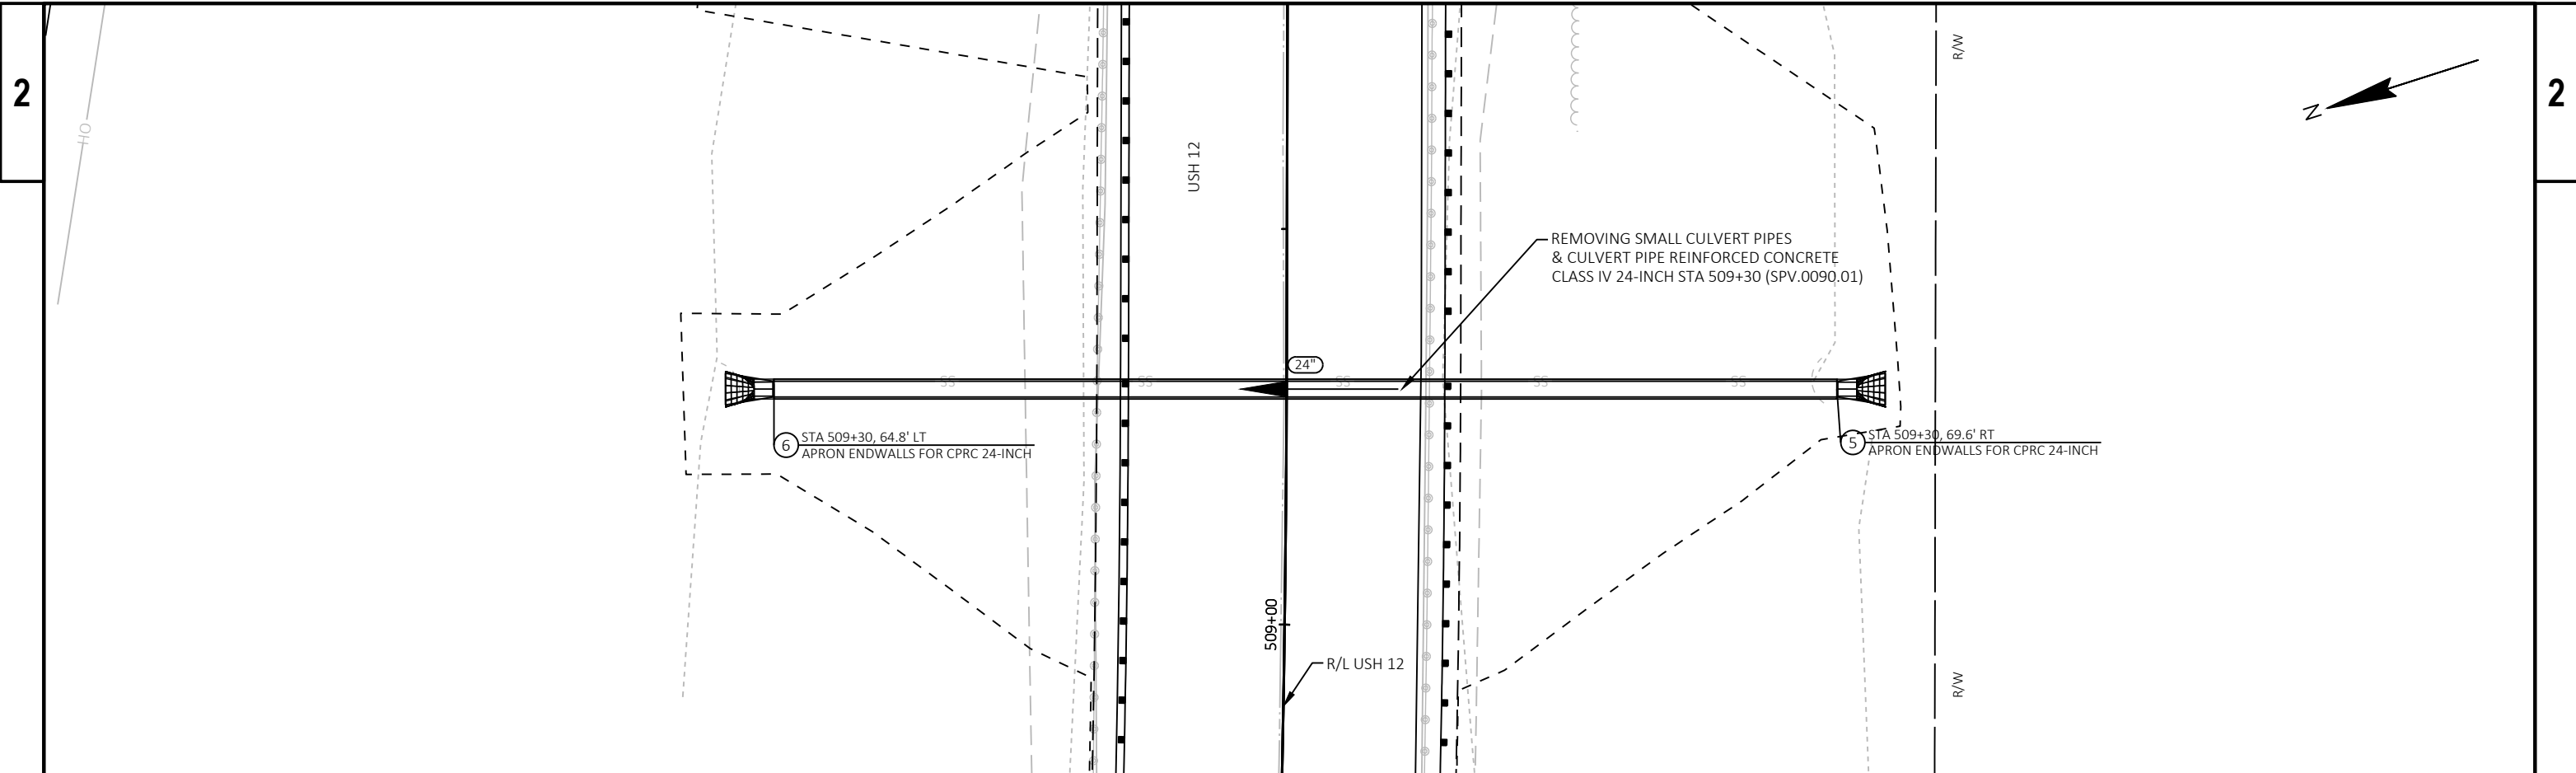 2
2
OH
R/W
N
USH 12
REMOVING SMALL CULVERT PIPES
& CULVERT PIPE REINFORCED CONCRETE
CLASS IV 24-INCH STA 509+30 (SPV.0090.01)
24"
SS
SS
SS
SS
SS
6
STA 509+30, 64.8' LT
APRON ENDWALLS FOR CPRC 24-INCH
5
STA 509+30, 69.6' RT
APRON ENDWALLS FOR CPRC 24-INCH
509+00
R/L USH 12
R/W